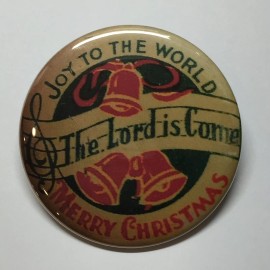 JOY TO THE WORLD
The Lord is Come
MERRY CHRISTMAS